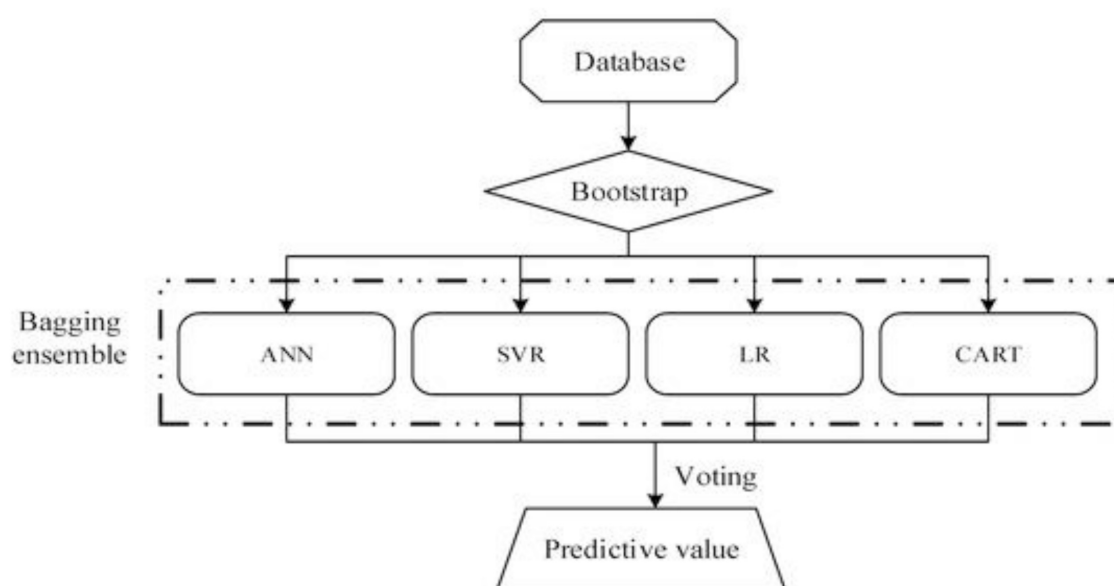 Database
Bootstrap
Bagging
ensemble
ANN
SVR
LR
CART
Voting
Predictive value